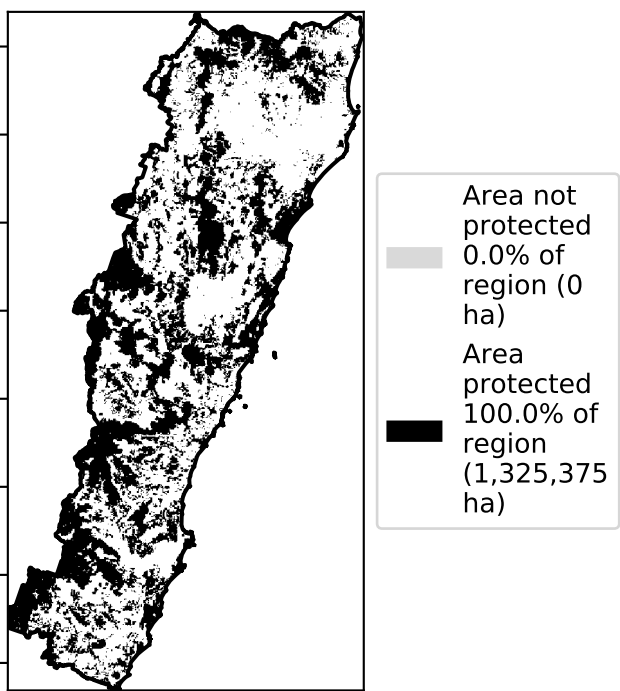 Area not
protected
0.0% of
region (0
ha)
Area
protected
100.0% of
region
(1,325,375
ha)